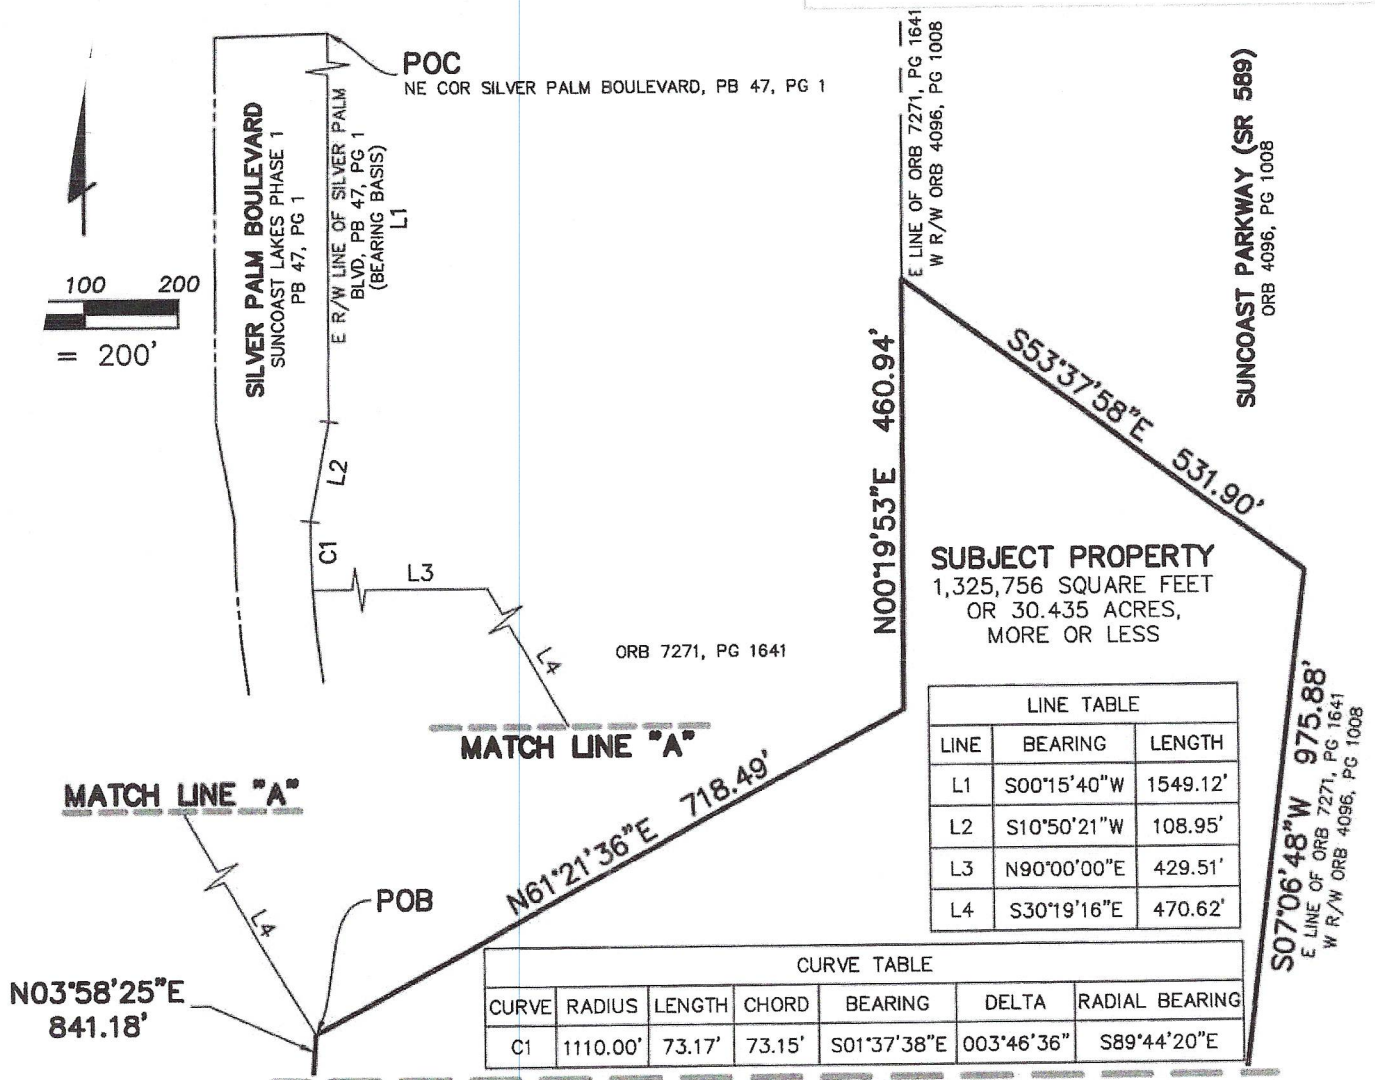 POC
NE COR SILVER PALM BOULEVARD, PB 47, PG 1
SILVER PALM BOULEVARD
SUNCOAST LAKES PHASE 1
PB 47, PG 1
E R/W LINE OF SILVER PALM
BLVD, PB 47, PG 1
(BEARING BASIS)
L1
E LINE OF ORB 7271, PG 1641
W R/W ORB 4096, PG 1008
SUNCOAST PARKWAY (SR 589)
ORB 4096, PG 1008
100 200
= 200'
L2
C1
L3
L4
ORB 7271, PG 1641
MATCH LINE "A"
N00°19'53"E 460.94'
S53°37'58"E 531.90'
SUBJECT PROPERTY
1,325,756 SQUARE FEET
OR 30.435 ACRES,
MORE OR LESS
LINE TABLE
LINE BEARING LENGTH
L1 S00°15'40"W 1549.12'
L2 S10°50'21"W 108.95'
L3 N90°00'00"E 429.51'
L4 S30°19'16"E 470.62'
S07°06'48"W 975.88'
E LINE OF ORB 7271, PG 1641
W R/W ORB 4096, PG 1008
MATCH LINE "A"
L4
POB
N61°21'36"E 718.49'
N03°58'25"E
841.18'
CURVE TABLE
CURVE RADIUS LENGTH CHORD BEARING DELTA RADIAL BEARING
C1 1110.00' 73.17' 73.15' S01°37'38"E 003°46'36" S89°44'20"E